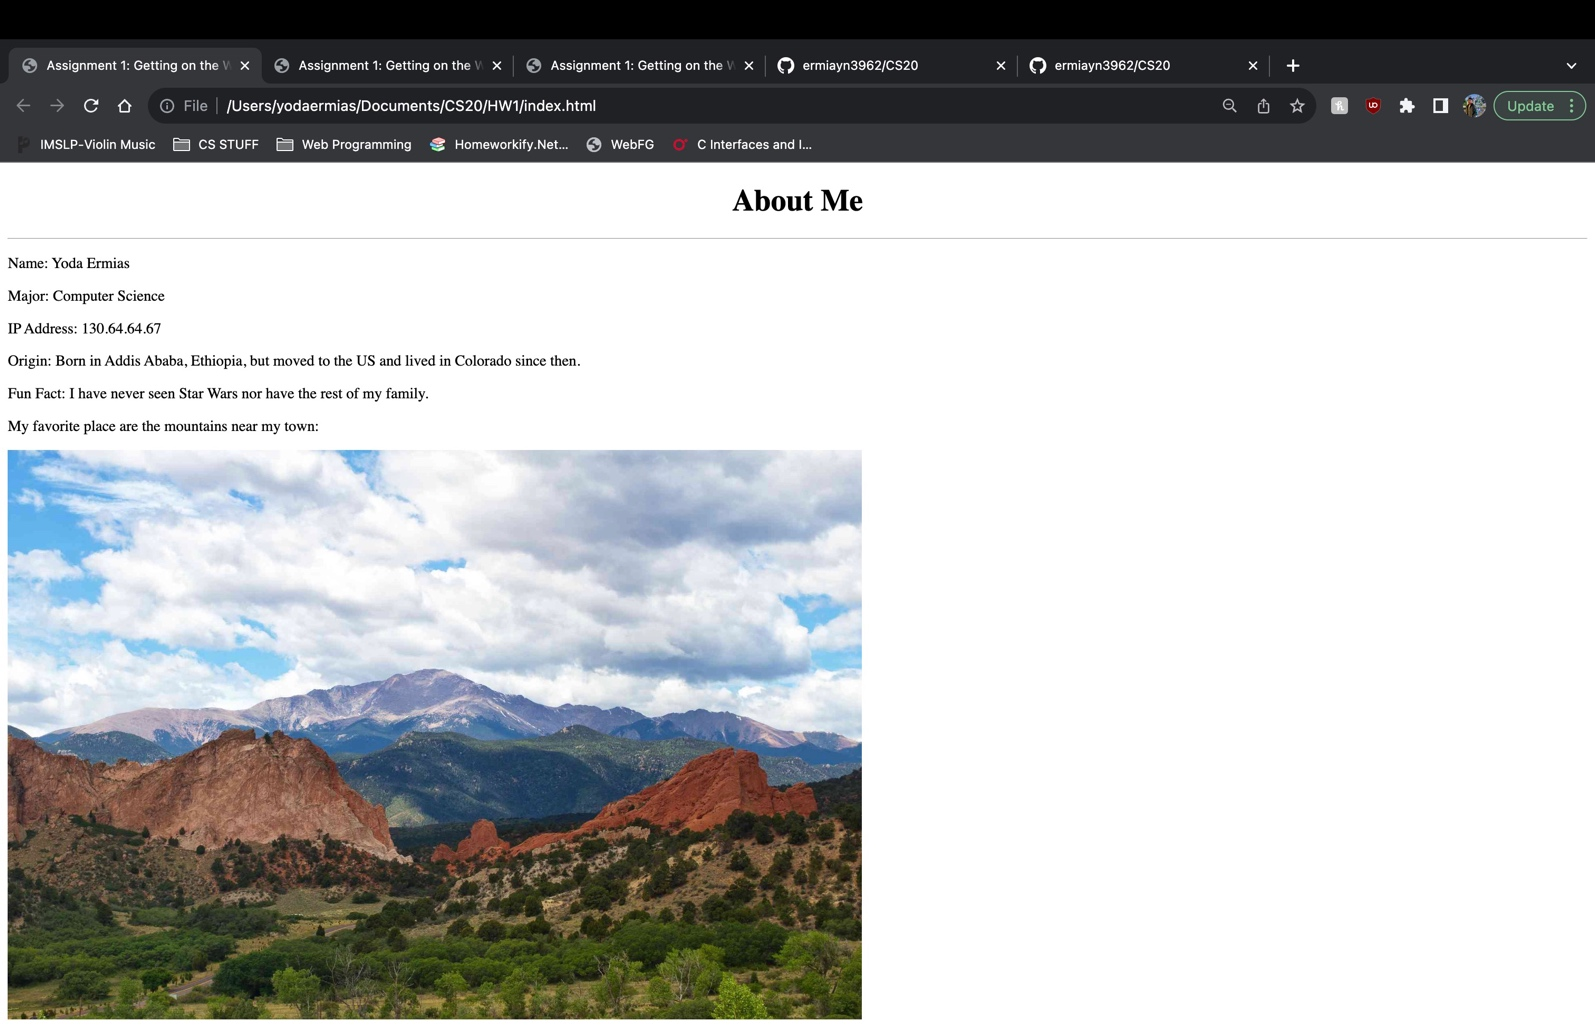 Assignment 1: Getting on the W
Assignment 1: Getting on the W
Assignment 1: Getting on the W
ermiayn3962/CS20
ermiayn3962/CS20
File
/Users/yodaermias/Documents/CS20/HW1/index.html
Update
IMSLP-Violin Music
CS STUFF
Web Programming
Homeworkify.Net...
WebFG
C Interfaces and I...
About Me
Name: Yoda Ermias
Major: Computer Science
IP Address: 130.64.64.67
Origin: Born in Addis Ababa, Ethiopia, but moved to the US and lived in Colorado since then.
Fun Fact: I have never seen Star Wars nor have the rest of my family.
My favorite place are the mountains near my town: